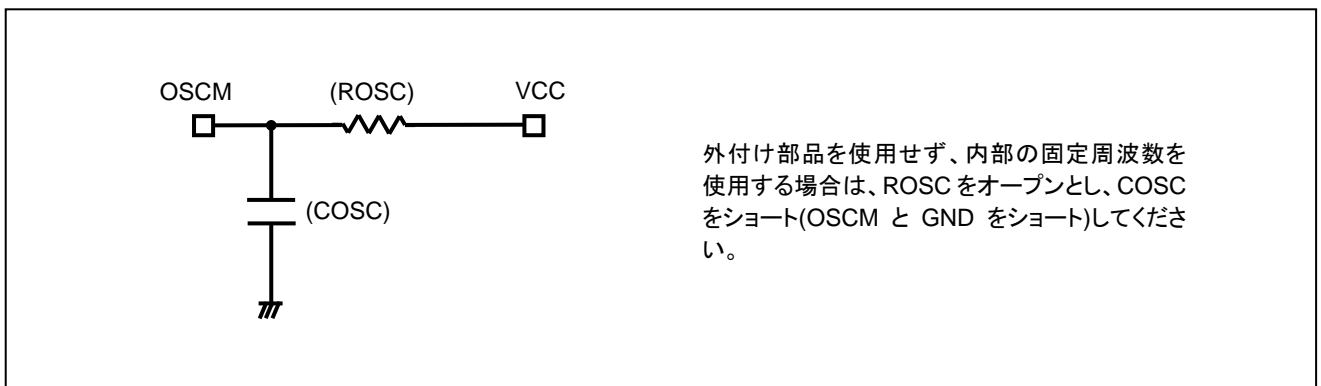 OSCM (ROSC) VCC
(COSC)
外付け部品を使用せず、内部の固定周波数を
使用する場合は、ROSC をオープンとし、COSC
をショート(OSCM と GND をショート)してくださ
い。